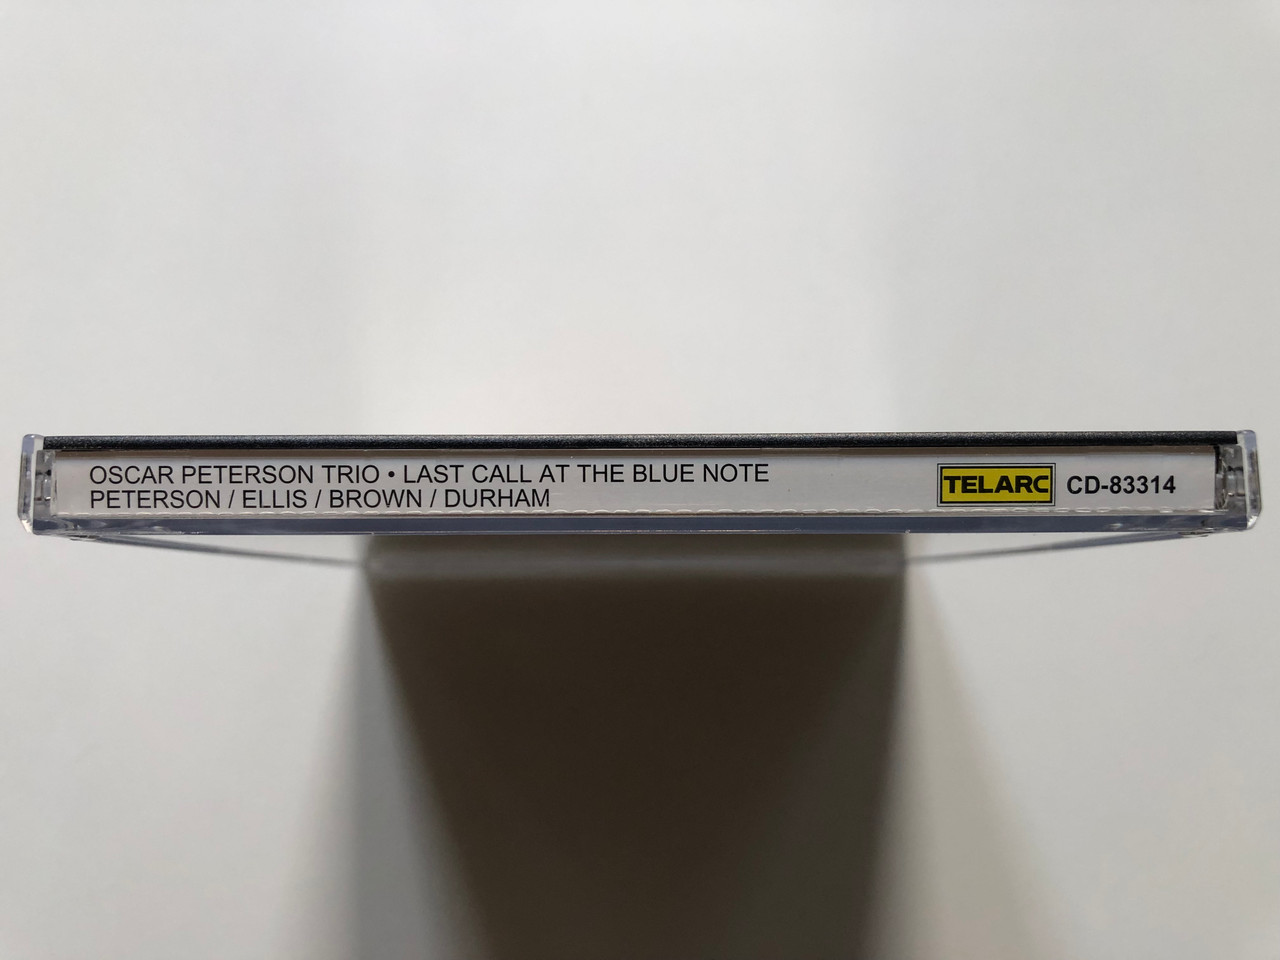 OSCAR PETERSON TRIO • LAST CALL AT THE BLUE NOTE
PETERSON / ELLIS / BROWN / DURHAM
TELARC CD-83314